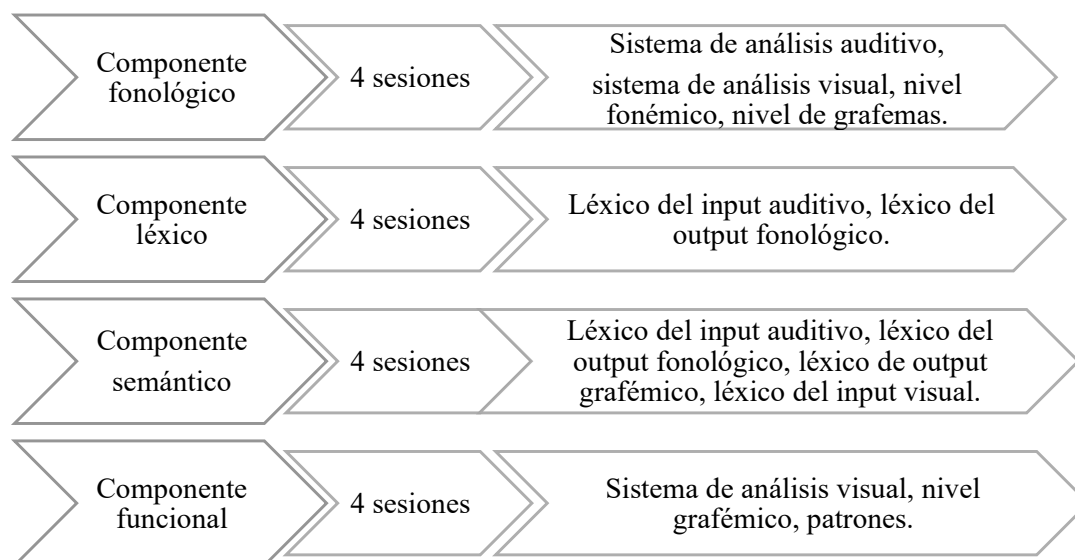 Componente
fonológico
4 sesiones
Sistema de análisis auditivo,
sistema de análisis visual, nivel
fonémico, nivel de grafemas.
Componente
léxico
4 sesiones
Léxico del input auditivo, léxico del
output fonológico.
Componente
semántico
4 sesiones
Léxico del input auditivo, léxico del
output fonológico, léxico de output
grafémico, léxico del input visual.
Componente
funcional
4 sesiones
Sistema de análisis visual, nivel
grafémico, patrones.